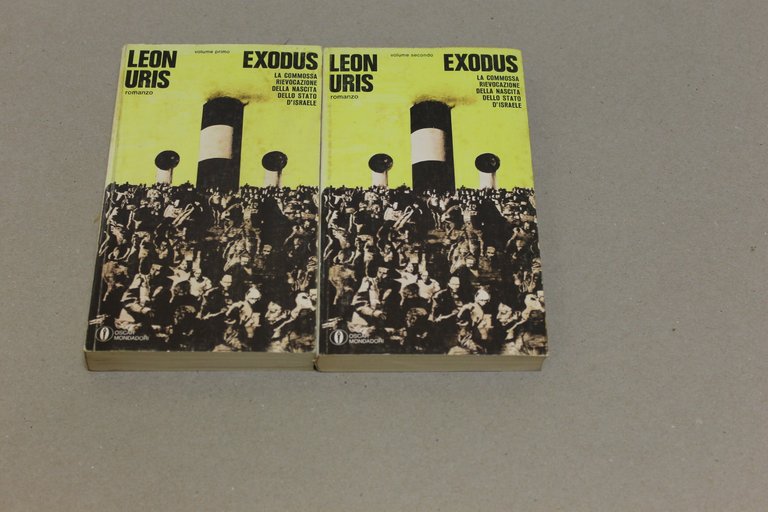 LEON
URIS
romanzo
volume primo
EXODUS
LA COMMOSSA
RIEVOCAZIONE
DELLA NASCITA
DELLO STATO
D'ISRAELE
OSCAR
MONDADORI
LEON
URIS
romanzo
volume secondo
EXODUS
LA COMMOSSA
RIEVOCAZIONE
DELLA NASCITA
DELLO STATO
D'ISRAELE
OSCAR
MONDADORI